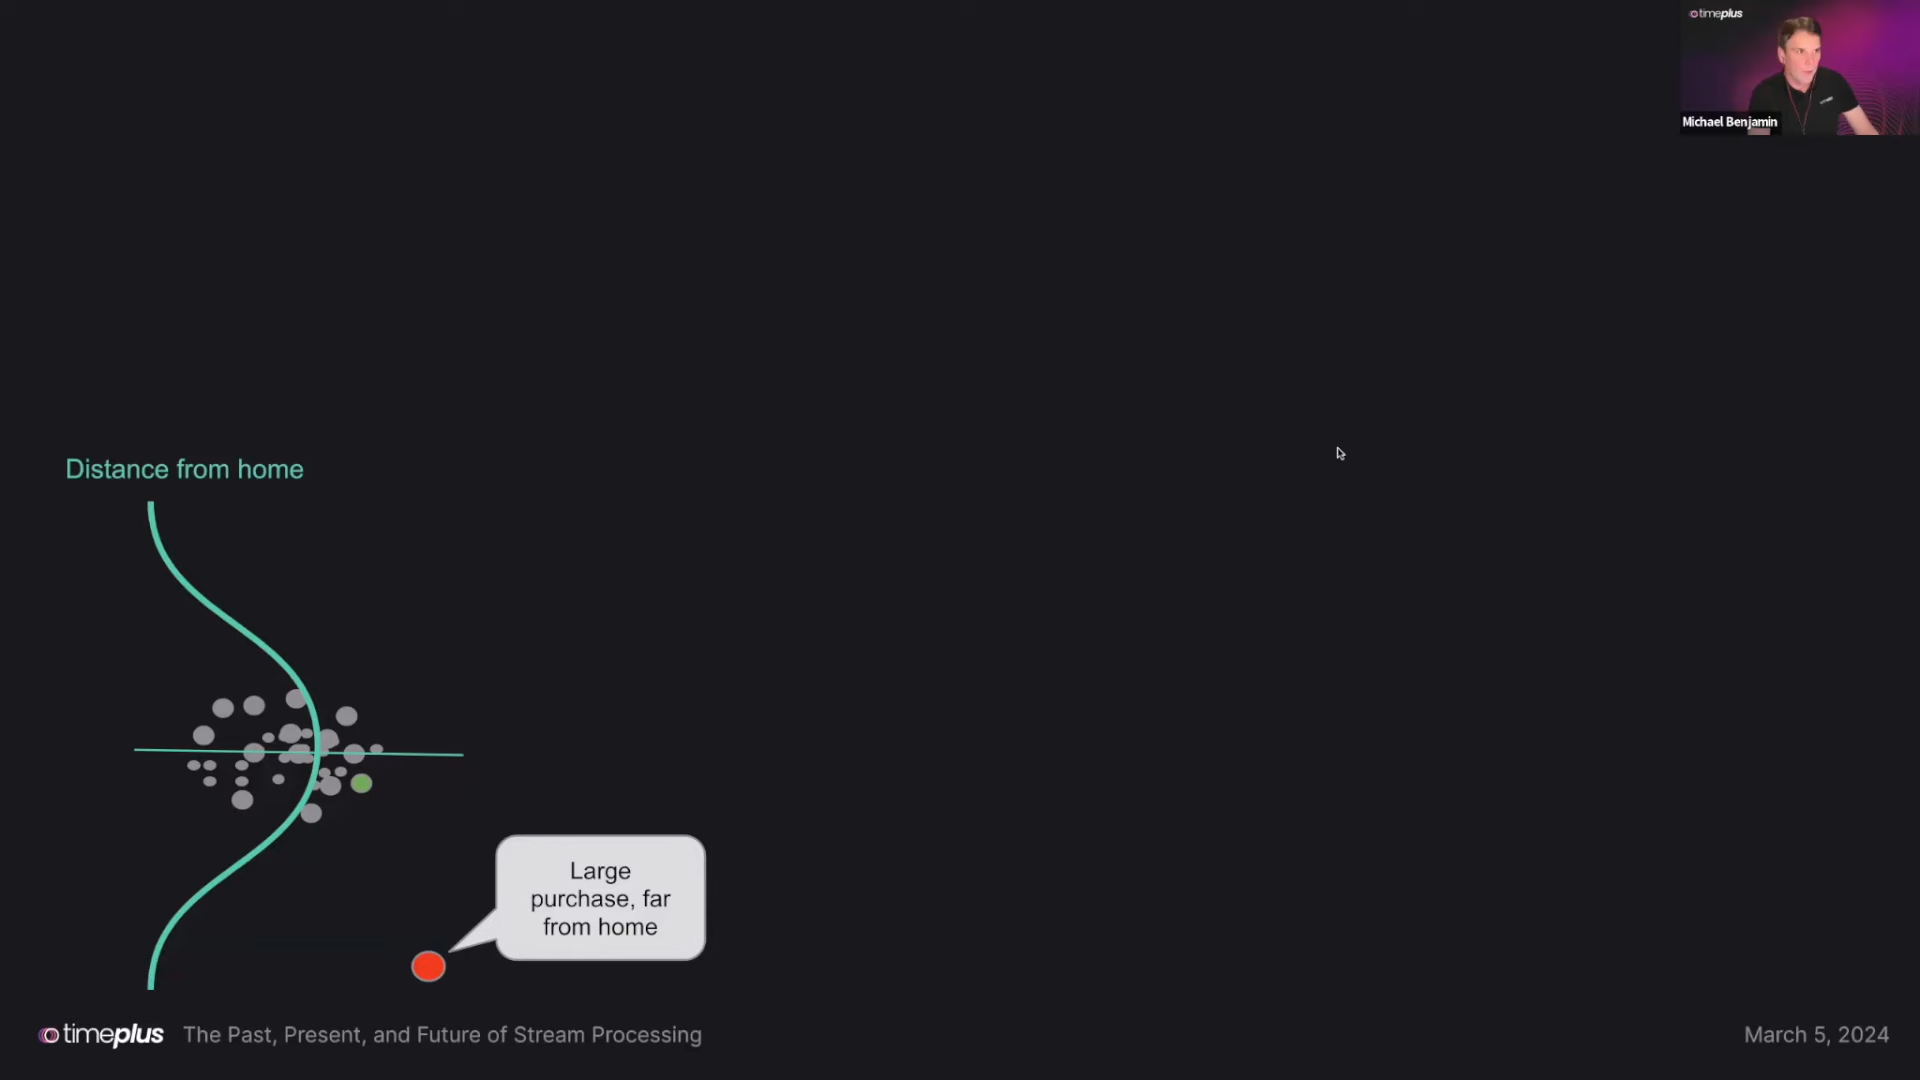 timeplus
Michael Benjamin
Distance from home
Large
purchase, far
from home
timeplus The Past, Present, and Future of Stream Processing
March 5, 2024